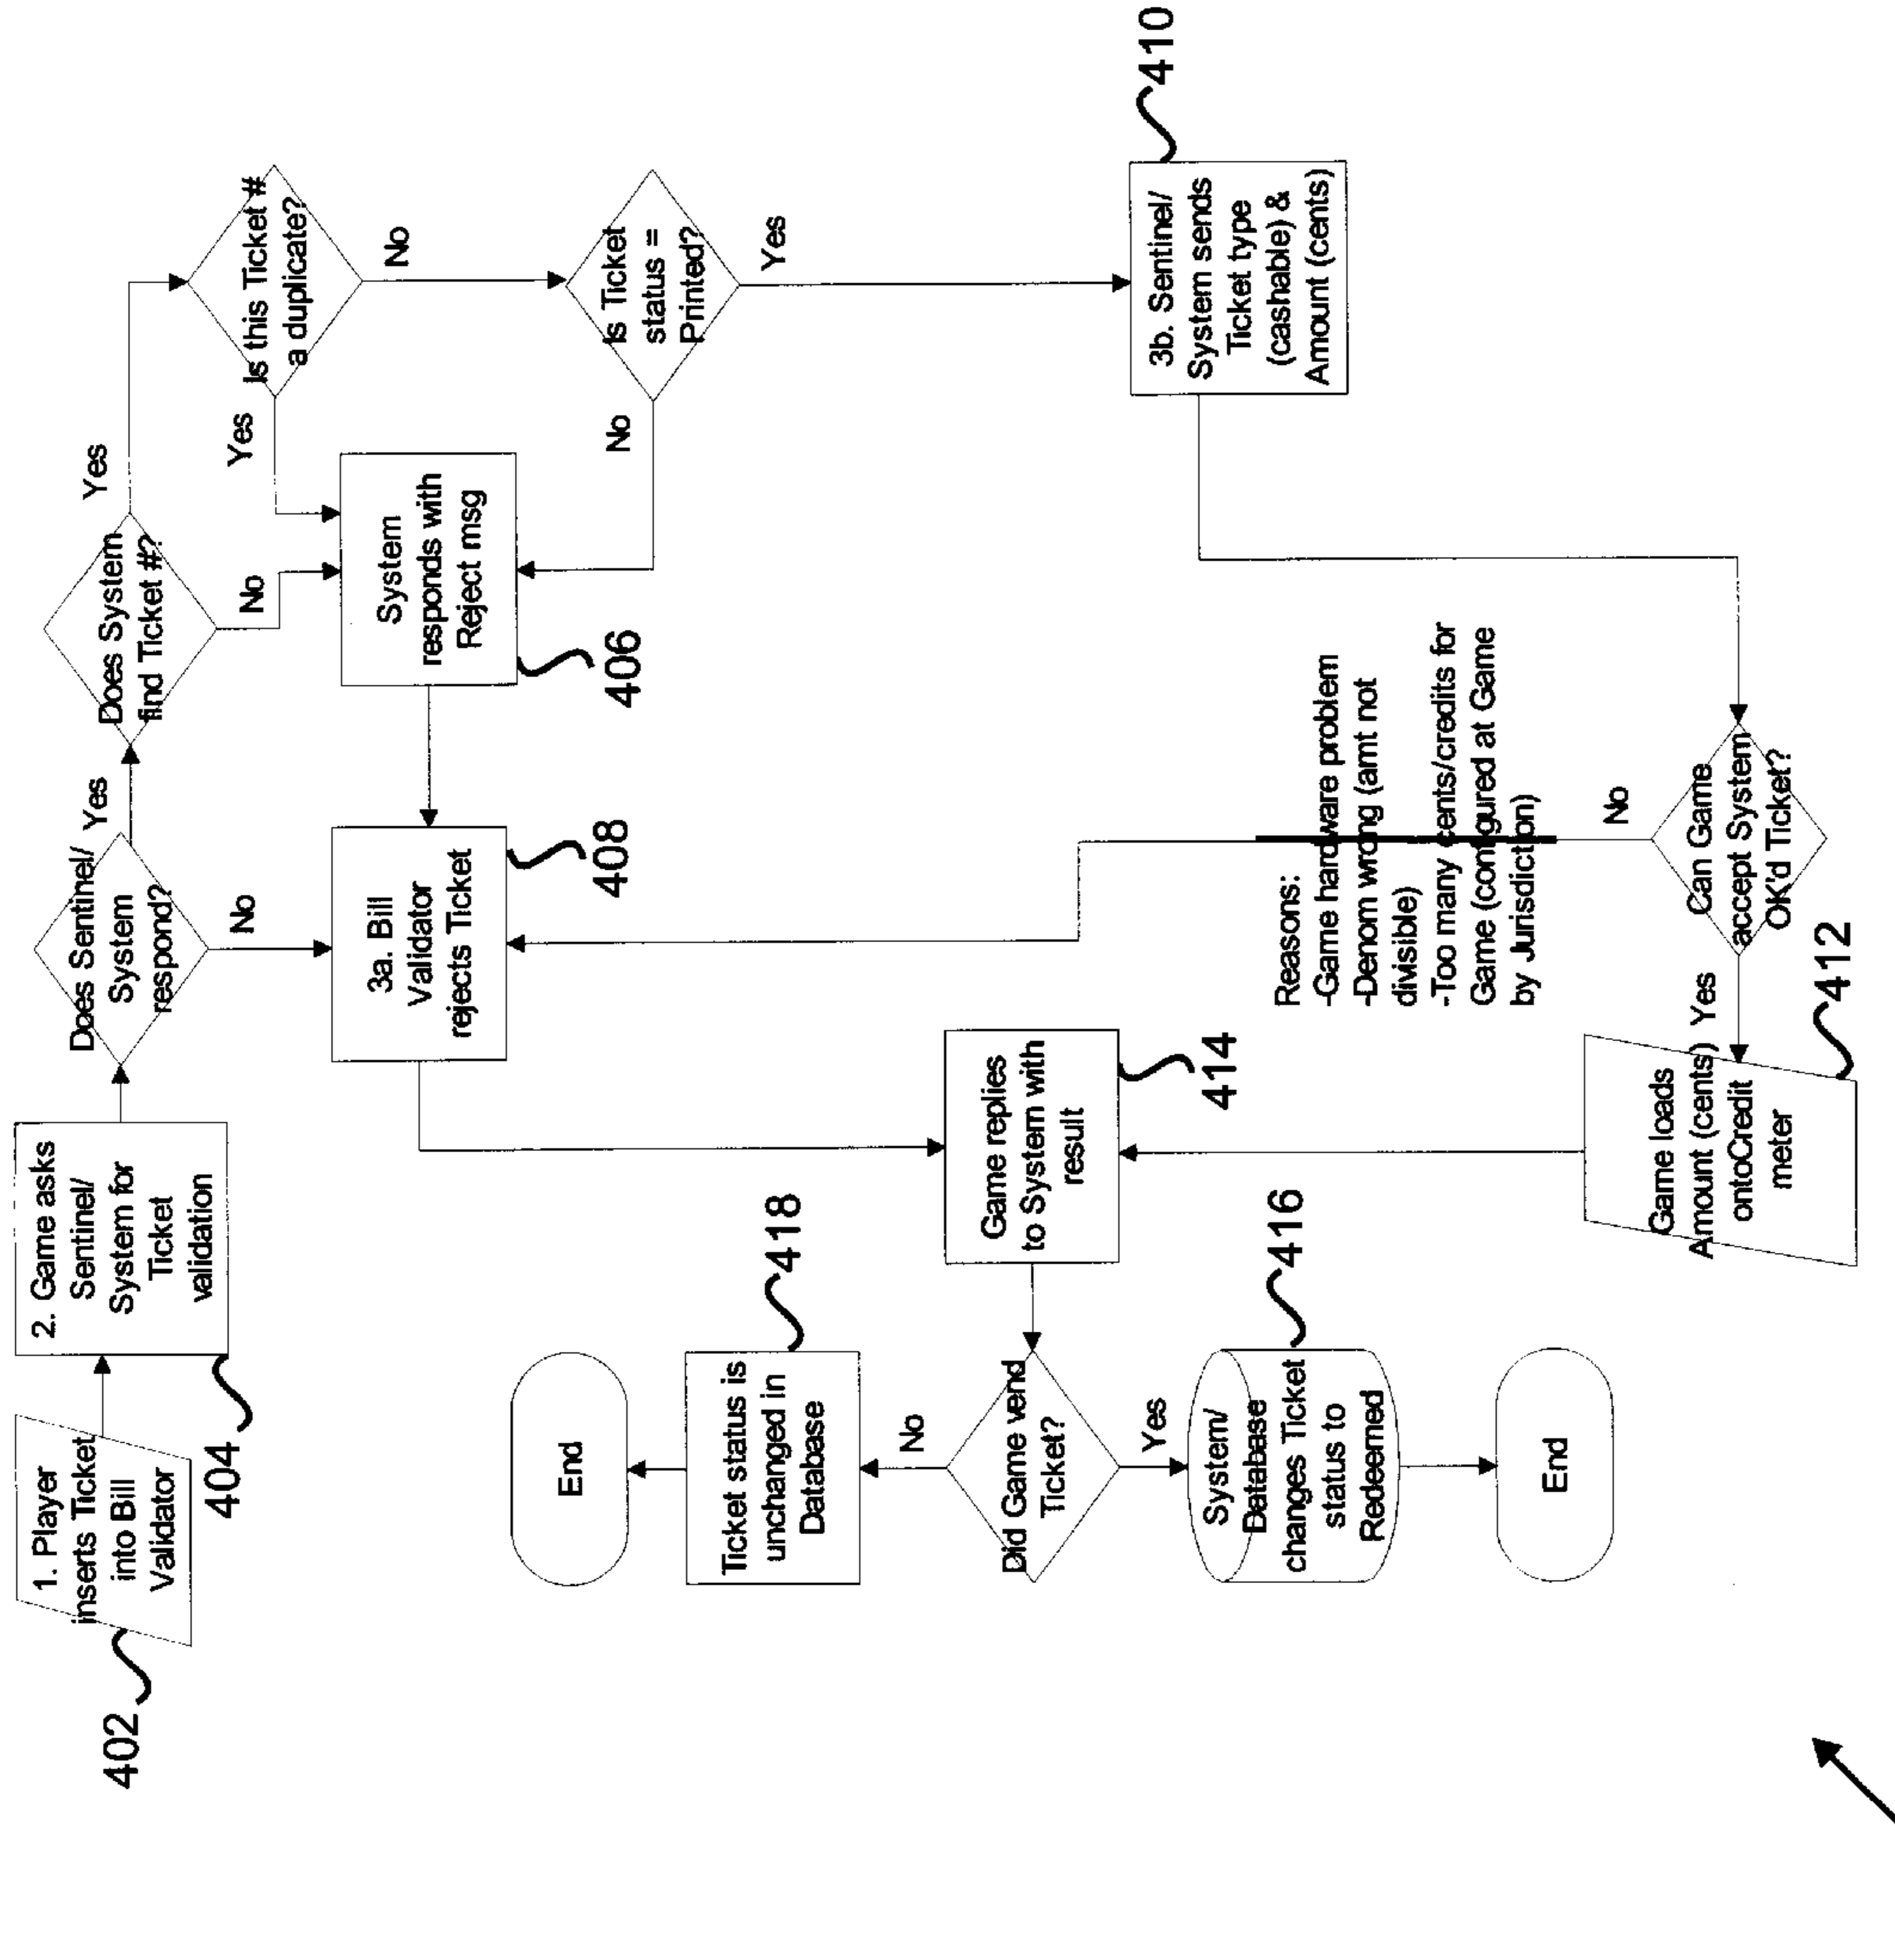 1. Player
inserts Ticket
into Bill
Validator
402
2. Game asks
Sentinel/
System for
Ticket
validation
404
Does Sentinel/
System
respond?
Yes
No
Does System
find Ticket #?
Yes
No
Is this Ticket #
a duplicate?
Yes
No
System
responds with
Reject msg
406
Is Ticket
status =
Printed?
No
Yes
3a. Bill
Validator
rejects Ticket
408
3b. Sentinel/
System sends
Ticket type
(cashable) &
Amount (cents)
410
Reasons:
-Game hardware problem
-Denom wrong (amt not
divisible)
-Too many cents/credits for
Game (configured at Game
by Jurisdiction)
Can Game
accept System
OK'd Ticket?
No
Yes
Game loads
Amount (cents)
ontoCredit
meter
412
Game replies
to System with
result
414
Did Game vend
Ticket?
No
Yes
Ticket status is
unchanged in
Database
418
End
System/
Database
changes Ticket
status to
Redeemed
416
End